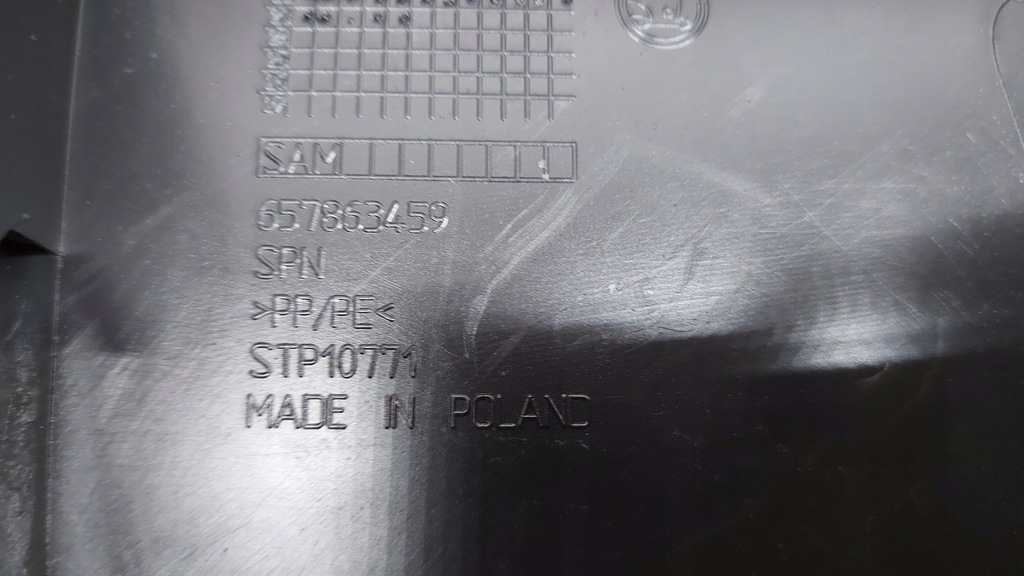 SAM
657863459
SPN
>PP/PE<
STP10771
MADE IN POLAND